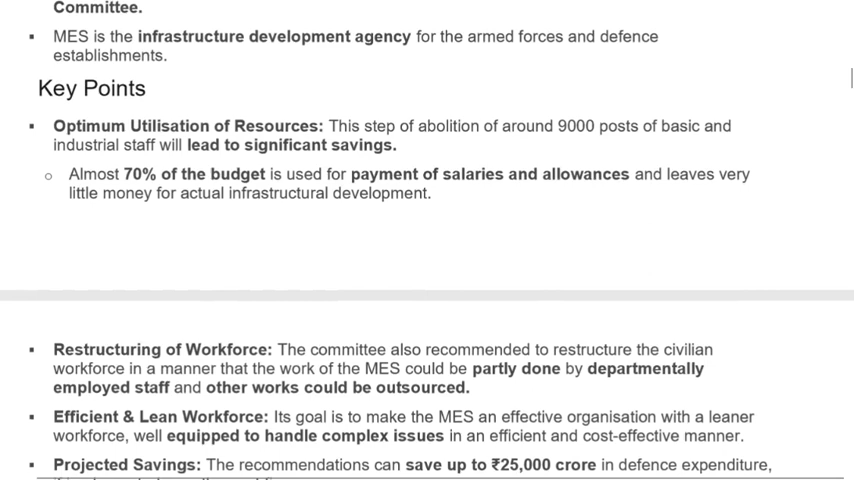 Committee.
▪ MES is the infrastructure development agency for the armed forces and defence
establishments.
Key Points
▪ Optimum Utilisation of Resources: This step of abolition of around 9000 posts of basic and
industrial staff will lead to significant savings.
○ Almost 70% of the budget is used for payment of salaries and allowances and leaves very
little money for actual infrastructural development.
▪ Restructuring of Workforce: The committee also recommended to restructure the civilian
workforce in a manner that the work of the MES could be partly done by departmentally
employed staff and other works could be outsourced.
▪ Efficient & Lean Workforce: Its goal is to make the MES an effective organisation with a leaner
workforce, well equipped to handle complex issues in an efficient and cost-effective manner.
▪ Projected Savings: The recommendations can save up to ₹25,000 crore in defence expenditure,